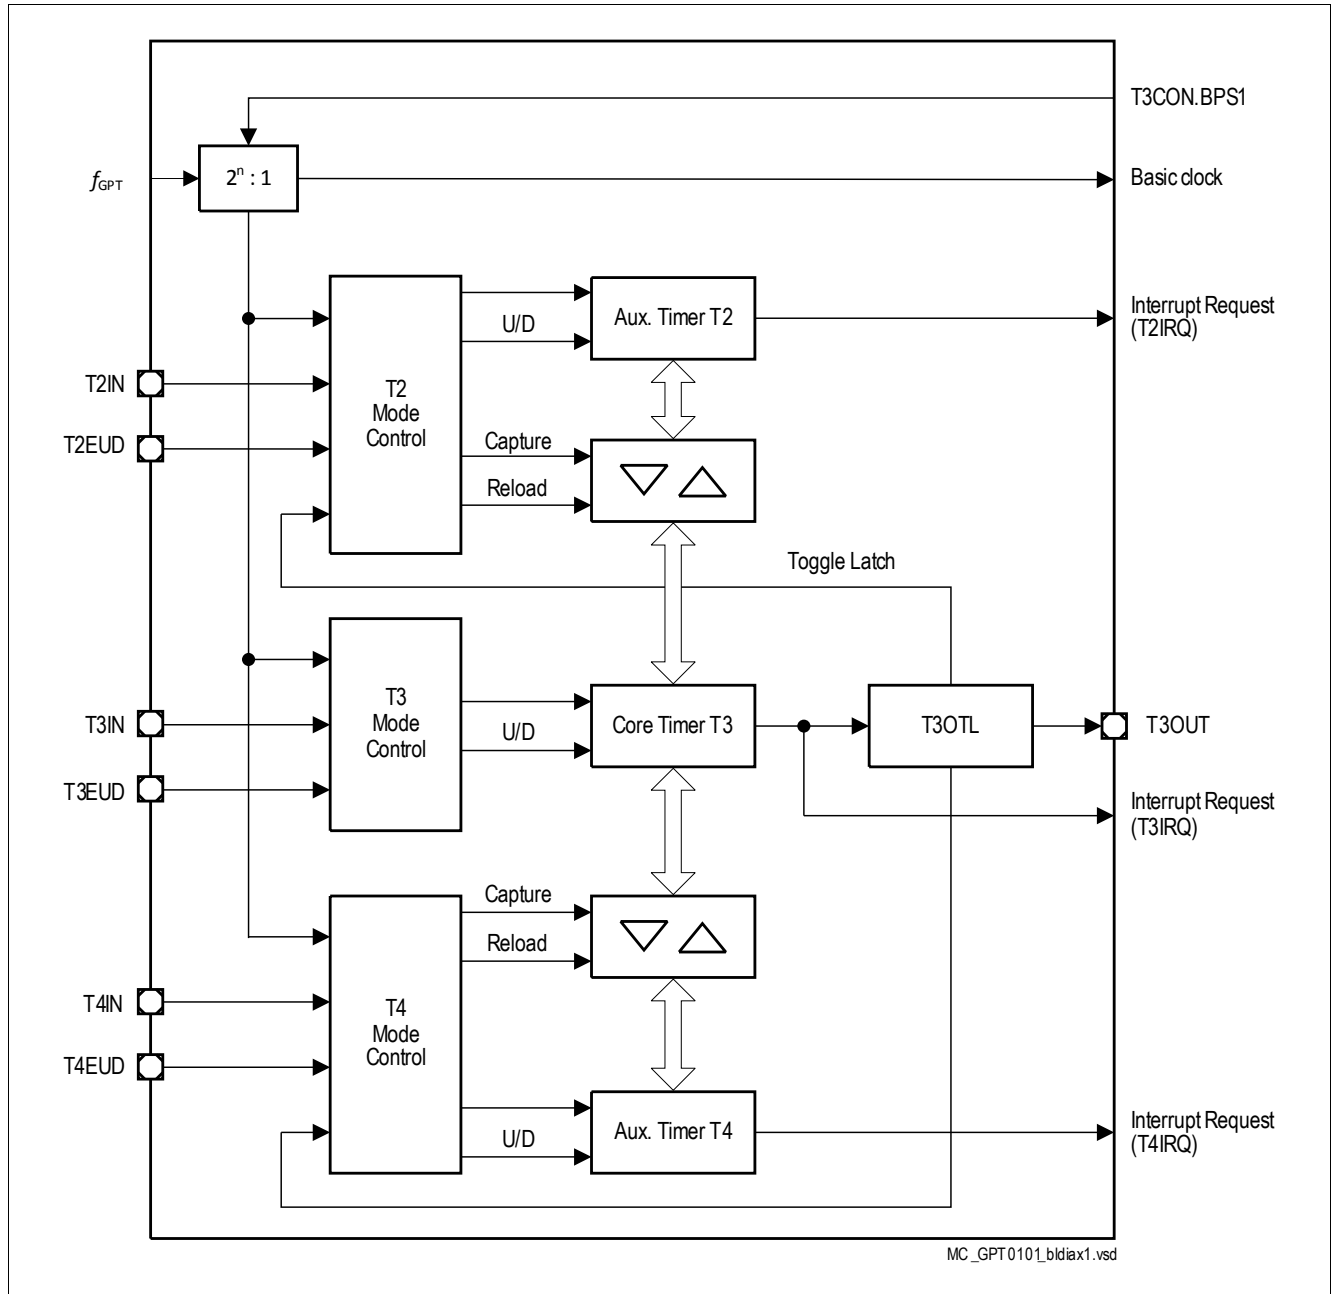 T3CON.BPS1
fGPT
2n : 1
Basic clock
Aux. Timer T2
U/D
Interrupt Request
(T2IRQ)
T2IN
T2
Mode
Control
T2EUD
Capture
Reload
Toggle Latch
T3IN
T3
Mode
Control
U/D
Core Timer T3
T3OTL
T3OUT
T3EUD
Interrupt Request
(T3IRQ)
Capture
Reload
T4IN
T4
Mode
Control
T4EUD
U/D
Aux. Timer T4
Interrupt Request
(T4IRQ)
MC_GPT0101_bldiax1.vsd